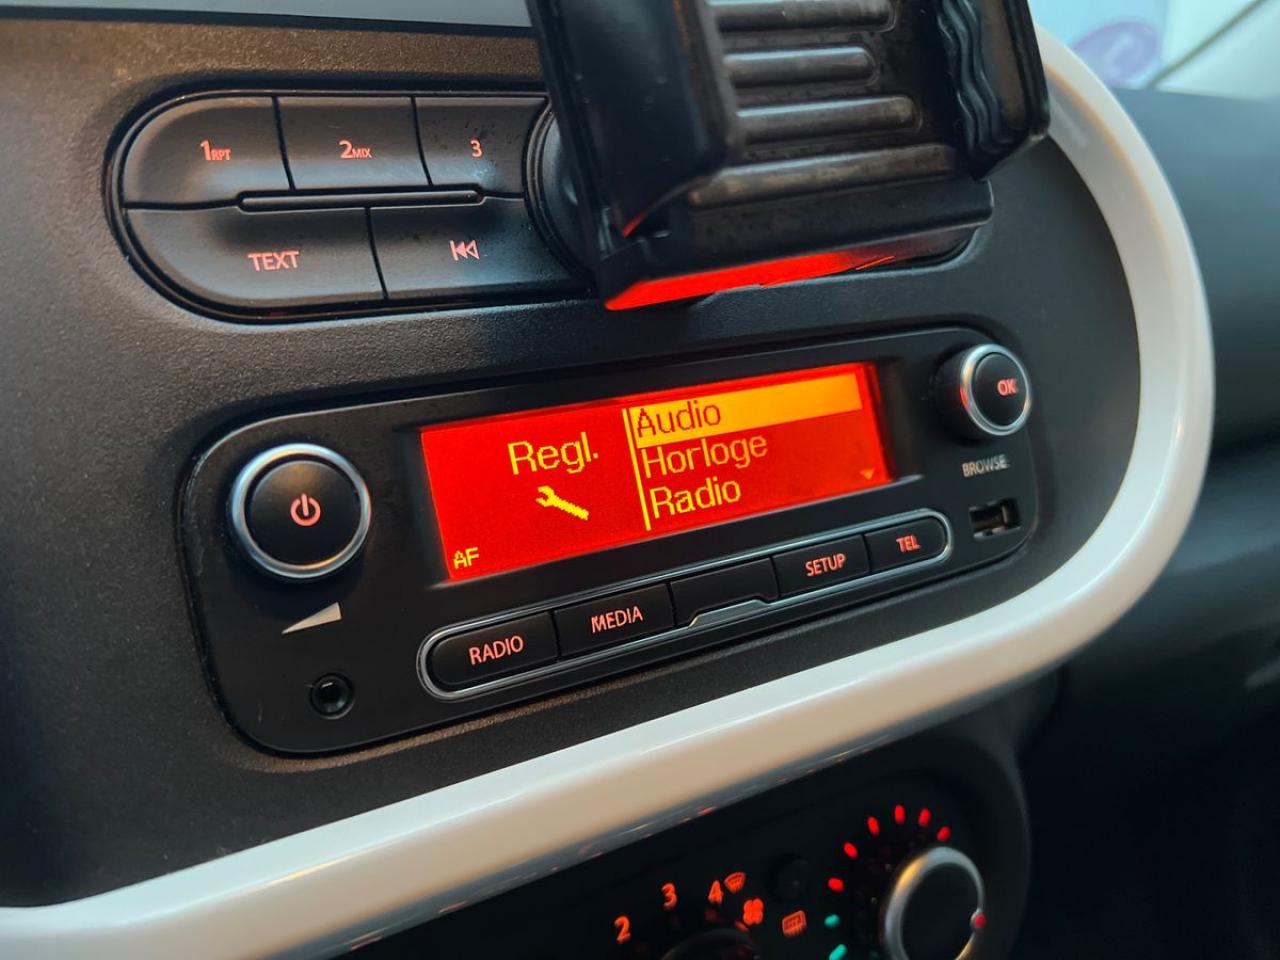 1RPT
2MIX
3
TEXT
Regl.
Audio
Horloge
Radio
AF
OK
BROWSE
RADIO
MEDIA
SETUP
TEL
2
3
4